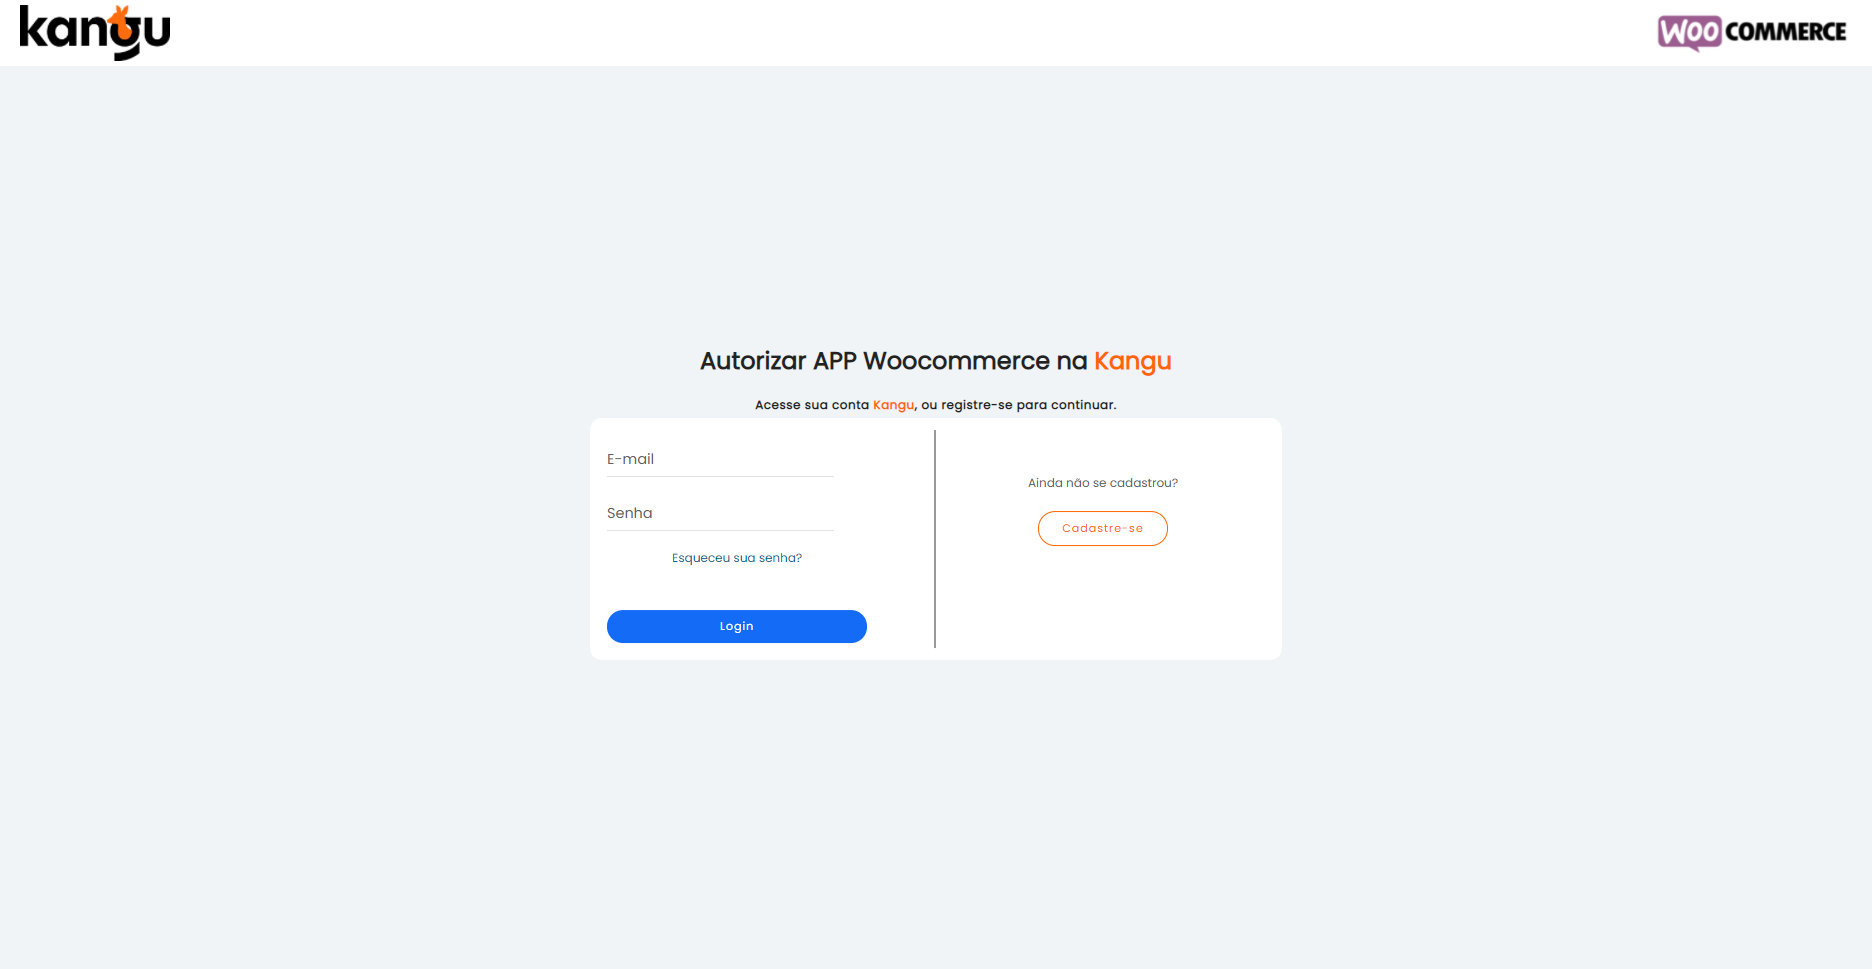 kangu
WOO COMMERCE
Autorizar APP Woocommerce na Kangu
Acesse sua conta Kangu, ou registre-se para continuar.
E-mail
Senha
Esqueceu sua senha?
Login
Ainda não se cadastrou?
Cadastre-se